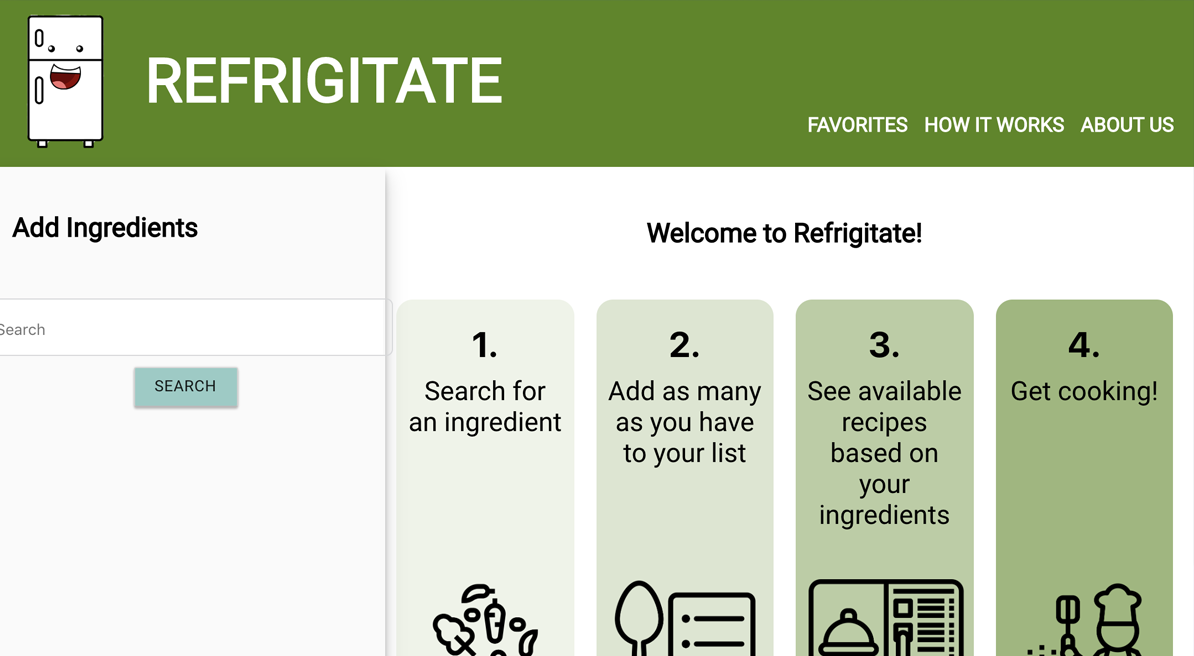 REFRIGITATE
FAVORITES HOW IT WORKS ABOUT US
Add Ingredients
Search
SEARCH
Welcome to Refrigitate!
1.
Search for
an ingredient
2.
Add as many
as you have
to your list
3.
See available
recipes
based on
your
ingredients
4.
Get cooking!